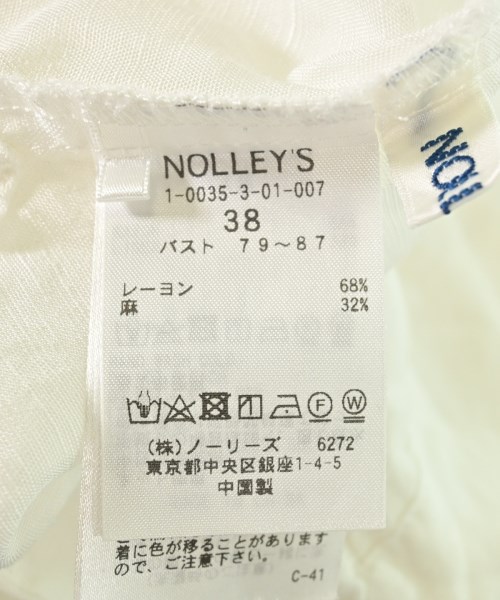 NOLLEY'S
1-0035-3-01-007
38
バスト 79~87
レーヨン 68%
麻 32%
F W
(株)ノーリーズ 6272
東京都中央区銀座1-4-5
中国製
着に色が移ることがあります
ので、ご注意下さい。
C-41
NOL